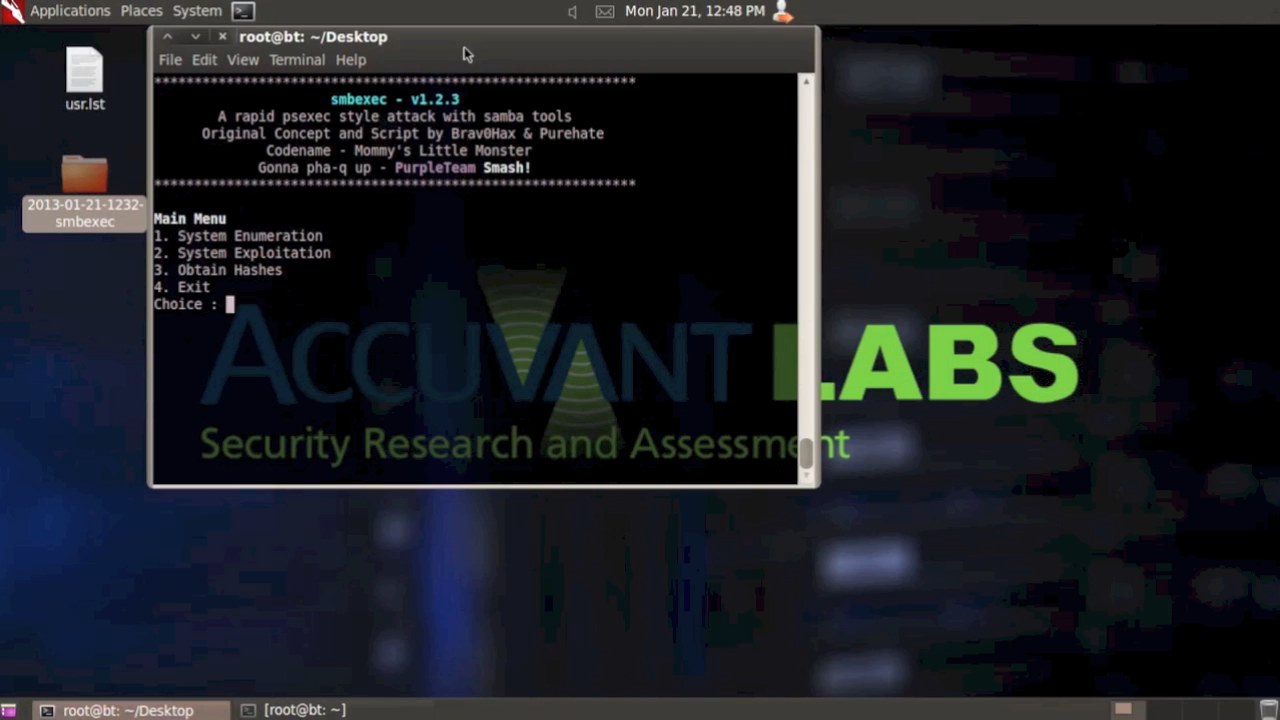 Applications Places System
Mon Jan 21, 12:48 PM
root@bt: ~/Desktop
File Edit View Terminal Help
usr.lst
2013-01-21-1232-
smbexec
************************************************************
smbexec - v1.2.3
A rapid psexec style attack with samba tools
Original Concept and Script by Brav0Hax & Purehate
Codename - Mommy's Little Monster
Gonna pha-q up - PurpleTeam Smash!
************************************************************
Main Menu
1. System Enumeration
2. System Exploitation
3. Obtain Hashes
4. Exit
Choice :
ACCUVANT LABS
Security Research and Assessment
root@bt: ~/Desktop
[root@bt: ~]